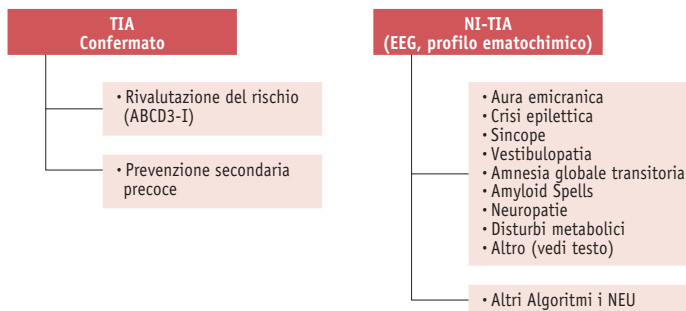 TIA
Confermato
• Rivalutazione del rischio
(ABCD3-I)
• Prevenzione secondaria
precoce
NI-TIA
(EEG, profilo ematochimico)
• Aura emicranica
• Crisi epilettica
• Sincope
• Vestibulopatia
• Amnesia globale transitoria
• Amyloid Spells
• Neuropatie
• Disturbi metabolici
• Altro (vedi testo)
• Altri Algoritmi i NEU